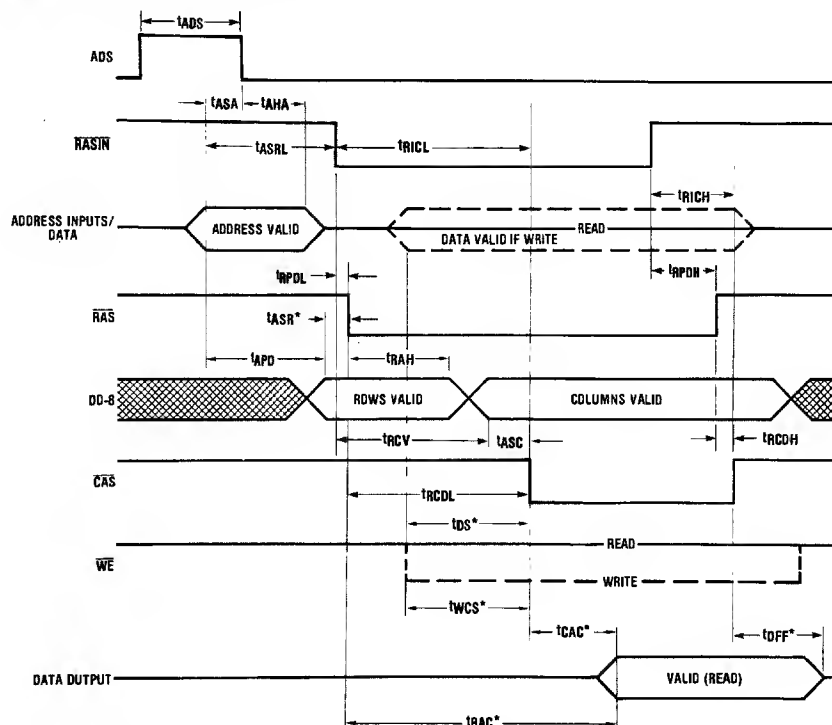 tADS
ADS
tASA
tAHA
RASIN
tASRL
tRICL
tRICH
ADDRESS INPUTS/
DATA
ADDRESS VALID
READ
DATA VALID IF WRITE
tRPDL
tRPDH
RAS
tASR*
tAPD
tRAH
DO-8
ROWS VALID
COLUMNS VALID
tRCV
tASC
tRCDH
CAS
tRCDL
tDS*
READ
WE
WRITE
tWCS*
tCAC*
tOFF*
DATA OUTPUT
VALID (READ)
tRAC*